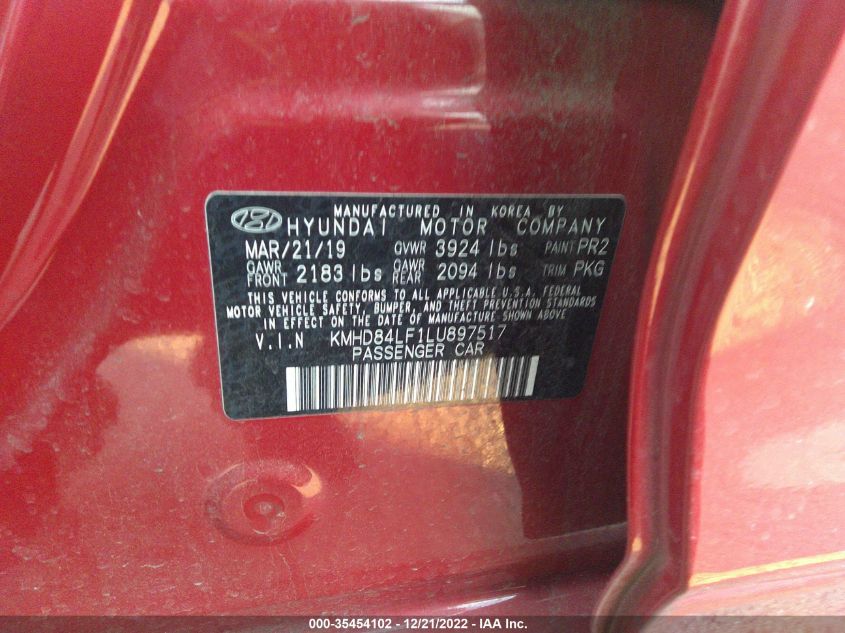 MANUFACTURED IN KOREA BY
HYUNDAI MOTOR COMPANY
MAR/21/19 GVWR 3924 lbs PAINT PR2
GAWR FRONT 2183 lbs GAWR REAR 2094 lbs TRIM PKG
THIS VEHICLE CONFORMS TO ALL APPLICABLE U.S.A. FEDERAL
MOTOR VEHICLE SAFETY, BUMPER, AND THEFT PREVENTION STANDARDS
IN EFFECT ON THE DATE OF MANUFACTURE SHOWN ABOVE
V.I.N KMHD84LF1LU897517
PASSENGER CAR
000-35454102 - 12/21/2022 - IAA Inc.